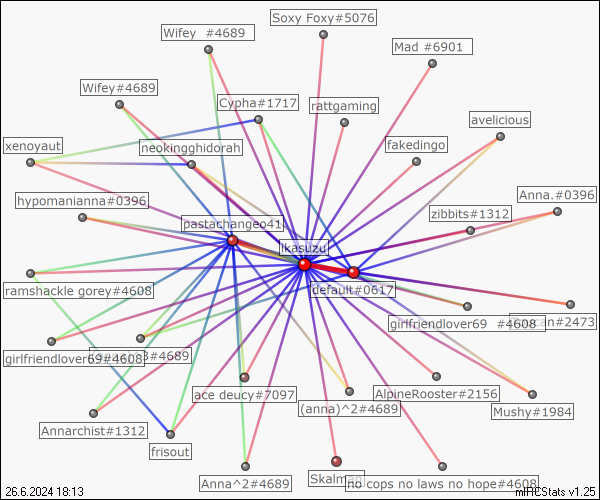 Soxy Foxy#5076
Wifey  #4689
Mad #6901
Wifey#4689
Cypha#1717
rattgaming
avelicious
xenoyaut
neokingghidorah
fakedingo
hypomanianna#0396
Anna.#0396
zibbits#1312
pastachangeo41
ikasuzu
ramshackle gorey#4608
default#0617
girlfriendlover69  #4608
#2473
girlfriendlover69#4608
3#4689
ace deucy#7097
(anna)^2#4689
AlpineRooster#2156
Mushy#1984
Annarchist#1312
frisout
Anna^2#4689
no cops no laws no hope#4608
26.6.2024 18:13
mIRCStats v1.25